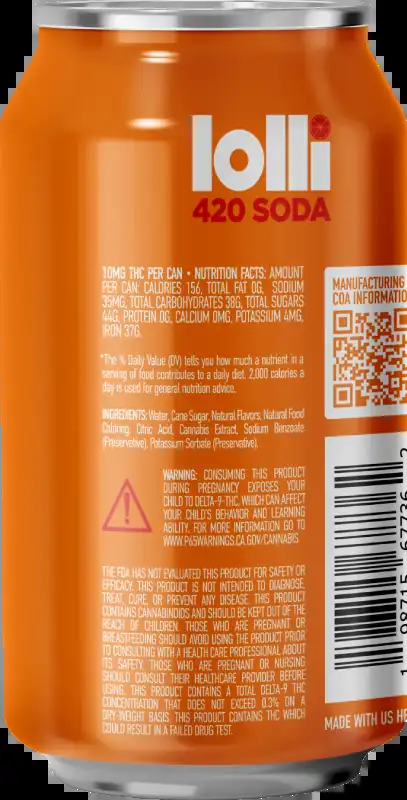 lolli
420 SODA
10MG THC PER CAN • NUTRITION FACTS: AMOUNT
PER CAN: CALORIES 156, TOTAL FAT 0G, SODIUM
35MG, TOTAL CARBOHYDRATES 38G, TOTAL SUGARS
44G, PROTEIN 0G, CALCIUM 0MG, POTASSIUM 4MG,
IRON 37G.
*The % Daily Value (DV) tells you how much a nutrient in a
serving of food contributes to a daily diet. 2,000 calories a
day is used for general nutrition advice.
INGREDIENTS: Water, Cane Sugar, Natural Flavors, Natural Food
Coloring, Citric Acid, Cannabis Extract, Sodium Benzoate
(Preservative), Potassium Sorbate (Preservative).
WARNING: CONSUMING THIS PRODUCT
DURING PREGNANCY EXPOSES YOUR
CHILD TO DELTA-9-THC, WHICH CAN AFFECT
YOUR CHILD'S BEHAVIOR AND LEARNING
ABILITY. FOR MORE INFORMATION GO TO
WWW.P65WARNINGS.CA.GOV/CANNABIS
THE FDA HAS NOT EVALUATED THIS PRODUCT FOR SAFETY OR
EFFICACY. THIS PRODUCT IS NOT INTENDED TO DIAGNOSE,
TREAT, CURE, OR PREVENT ANY DISEASE. THIS PRODUCT
CONTAINS CANNABINOIDS AND SHOULD BE KEPT OUT OF THE
REACH OF CHILDREN. THOSE WHO ARE PREGNANT OR
BREASTFEEDING SHOULD AVOID USING THE PRODUCT PRIOR
TO CONSULTING WITH A HEALTH CARE PROFESSIONAL ABOUT
ITS SAFETY. THOSE WHO ARE PREGNANT OR NURSING
SHOULD CONSULT THEIR HEALTHCARE PROVIDER BEFORE
USING. THIS PRODUCT CONTAINS A TOTAL DELTA-9 THC
CONCENTRATION THAT DOES NOT EXCEED 0.3% ON A
DRY-WEIGHT BASIS. THIS PRODUCT CONTAINS THC WHICH
COULD RESULT IN A FAILED DRUG TEST.
MANUFACTURING
COA INFORMATIO
1 98715 67736 2
MADE WITH US HE